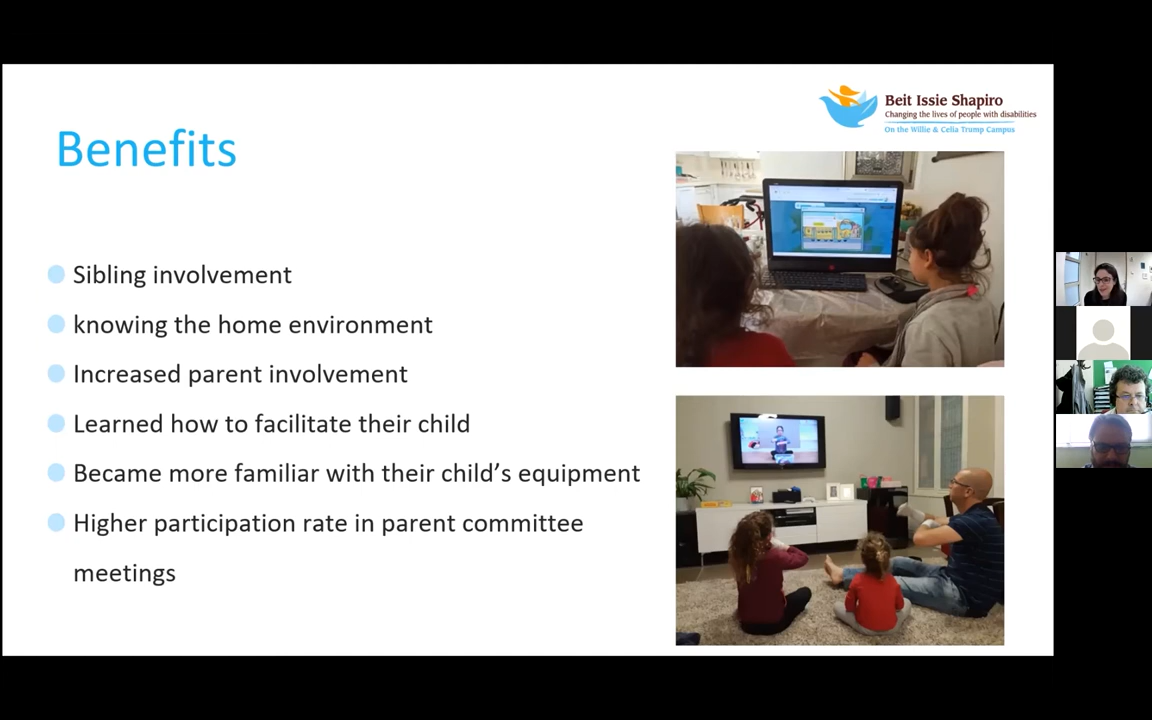 Beit Issie Shapiro
Changing the lives of people with disabilities
On the Willie & Celia Trump Campus
Benefits
Sibling involvement
knowing the home environment
Increased parent involvement
Learned how to facilitate their child
Became more familiar with their child’s equipment
Higher participation rate in parent committee
meetings